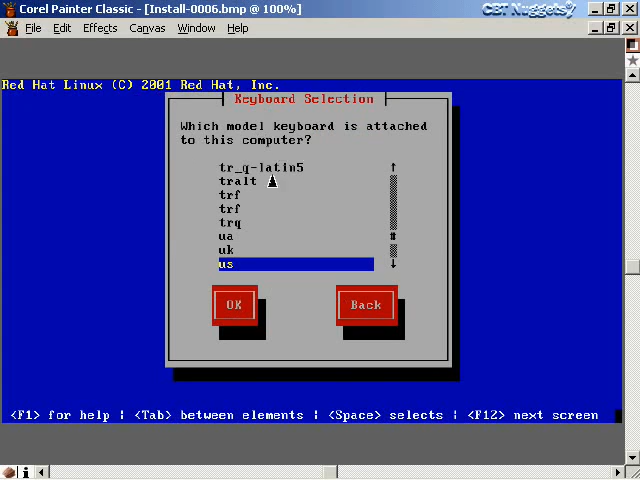 Corel Painter Classic - [Install-0006.bmp @ 100%]
CBT Nuggets
File Edit Effects Canvas Window Help
Red Hat Linux (C) 2001 Red Hat, Inc.
Keyboard Selection
Which model keyboard is attached
to this computer?
tr_q-latin5
tralt
trf
trf
trq
ua
uk
us
OK Back
<F1> for help | <Tab> between elements | <Space> selects | <F12> next screen